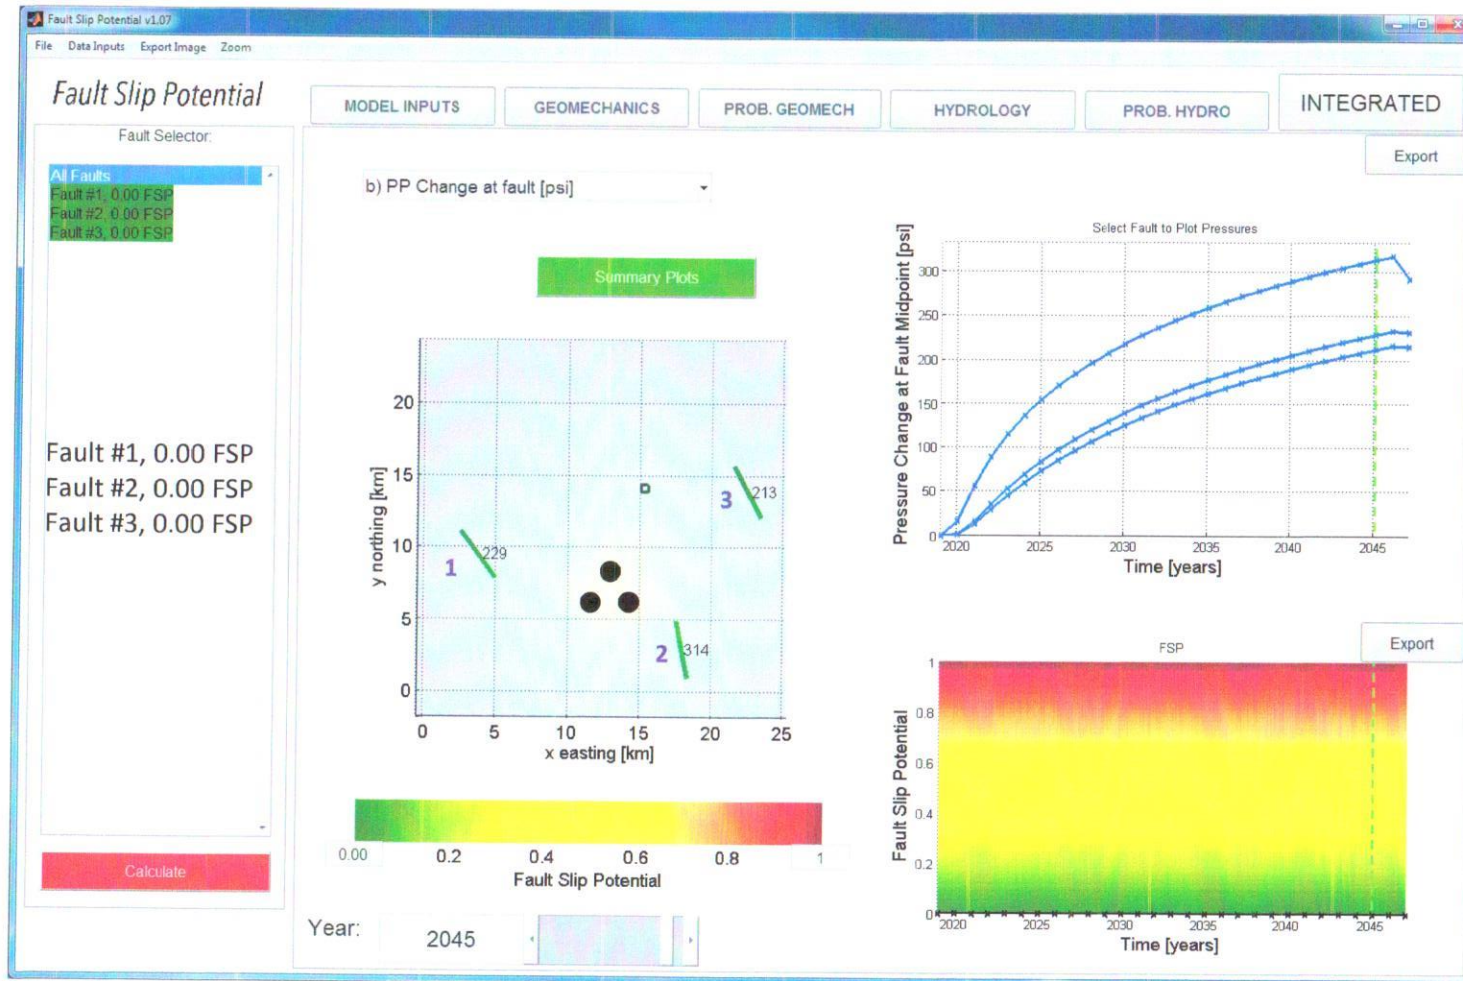 Fault Slip Potential v1.07
File Data Inputs Export Image Zoom
Fault Slip Potential
MODEL INPUTS GEOMECHANICS PROB. GEOMECH HYDROLOGY PROB. HYDRO INTEGRATED
Fault Selector:
All Faults
Fault #1, 0.00 FSP
Fault #2, 0.00 FSP
Fault #3, 0.00 FSP
Fault #1, 0.00 FSP
Fault #2, 0.00 FSP
Fault #3, 0.00 FSP
Calculate
b) PP Change at fault [psi]
Summary Plots
y northing [km]
20
15
10
5
0
1
229
2
314
3
213
0 5 10 15 20 25
x easting [km]
0.00 0.2 0.4 0.6 0.8 1
Fault Slip Potential
Year: 2045
Export
Select Fault to Plot Pressures
Pressure Change at Fault Midpoint [psi]
300
250
200
150
100
50
0
2020 2025 2030 2035 2040 2045
Time [years]
Export
FSP
Fault Slip Potential
1
0.8
0.6
0.4
0.2
0
2020 2025 2030 2035 2040 2045
Time [years]